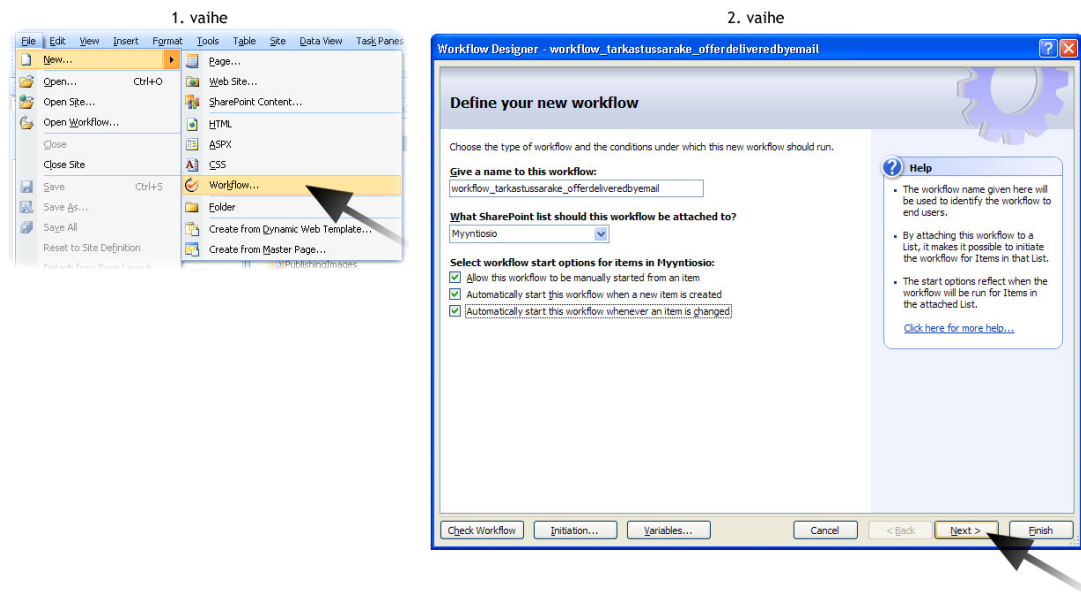 1. vaihe
File Edit View Insert Format Tools Table Site Data View Task Panes
New...
Open... Ctrl+O
Open Site...
Open Workflow...
Close
Close Site
Save Ctrl+S
Save As...
Save All
Reset to Site Definition
Detach from Page Layout
Page...
Web Site...
SharePoint Content...
HTML
ASPX
CSS
Workflow...
Folder
Create from Dynamic Web Template...
Create from Master Page...
PublishingImages
2. vaihe
Workflow Designer - workflow_tarkastussarake_offerdeliveredbyemail
Define your new workflow
Choose the type of workflow and the conditions under which this new workflow should run.
Give a name to this workflow:
workflow_tarkastussarake_offerdeliveredbyemail
What SharePoint list should this workflow be attached to?
Myyntiosio
Select workflow start options for items in Myyntiosio:
Allow this workflow to be manually started from an item
Automatically start this workflow when a new item is created
Automatically start this workflow whenever an item is changed
Help
The workflow name given here will
be used to identify the workflow to
end users.
By attaching this workflow to a
List, it makes it possible to initiate
the workflow for Items in that List.
The start options reflect when the
workflow will be run for Items in
the attached List.
Click here for more help...
Check Workflow Initiation... Variables... Cancel < Back Next > Finish